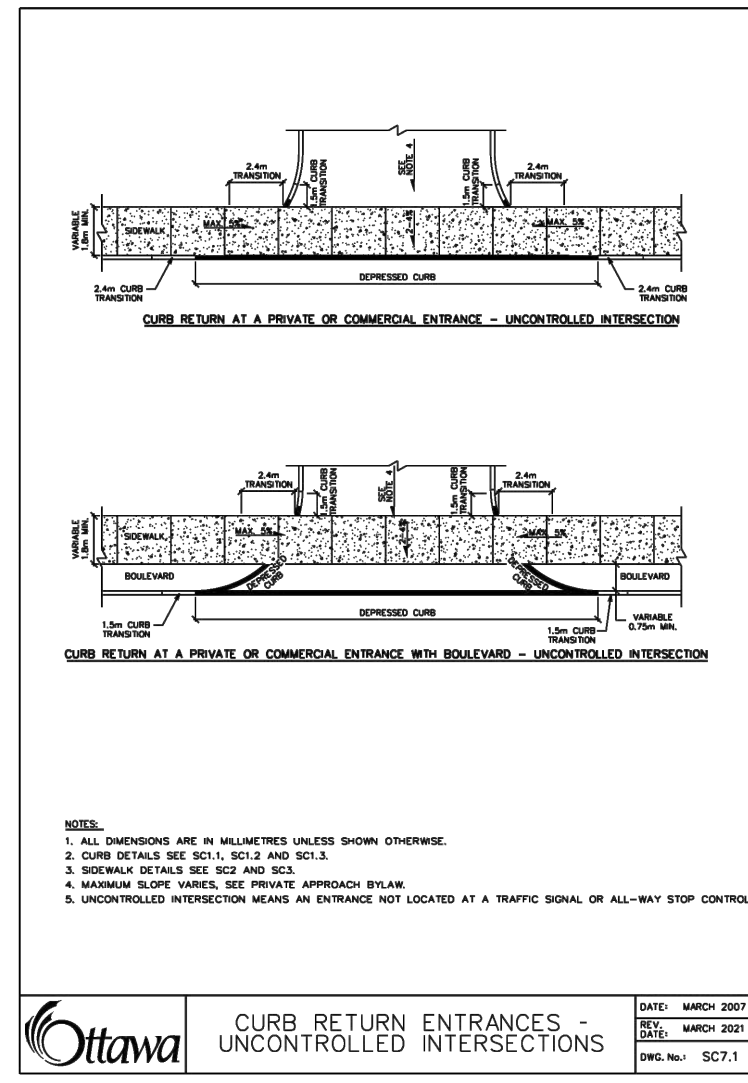 2.4m
TRANSITION
1.5m CURB
TRANSITION
SEE
NOTE 4
1.5m CURB
TRANSITION
2.4m
TRANSITION
VARIABLE
1.8m MIN.
SIDEWALK
MAX. 5%
2-4%
MAX. 5%
DEPRESSED CURB
2.4m CURB
TRANSITION
2.4m CURB
TRANSITION
CURB RETURN AT A PRIVATE OR COMMERCIAL ENTRANCE - UNCONTROLLED INTERSECTION
2.4m
TRANSITION
1.5m CURB
TRANSITION
SEE
NOTE 4
1.5m CURB
TRANSITION
2.4m
TRANSITION
VARIABLE
1.8m MIN.
SIDEWALK
MAX. 5%
2-4%
MAX. 5%
BOULEVARD
DEPRESSED
CURB
DEPRESSED
CURB
BOULEVARD
DEPRESSED CURB
1.5m CURB
TRANSITION
1.5m CURB
TRANSITION
VARIABLE
0.75m MIN.
CURB RETURN AT A PRIVATE OR COMMERCIAL ENTRANCE WITH BOULEVARD - UNCONTROLLED INTERSECTION
NOTES:
1. ALL DIMENSIONS ARE IN MILLIMETRES UNLESS SHOWN OTHERWISE.
2. CURB DETAILS SEE SC1.1, SC1.2 AND SC1.3.
3. SIDEWALK DETAILS SEE SC2 AND SC3.
4. MAXIMUM SLOPE VARIES, SEE PRIVATE APPROACH BYLAW.
5. UNCONTROLLED INTERSECTION MEANS AN ENTRANCE NOT LOCATED AT A TRAFFIC SIGNAL OR ALL-WAY STOP CONTROL
Ottawa
CURB RETURN ENTRANCES -
UNCONTROLLED INTERSECTIONS
DATE: MARCH 2007
REV. DATE: MARCH 2021
DWG. No.: SC7.1